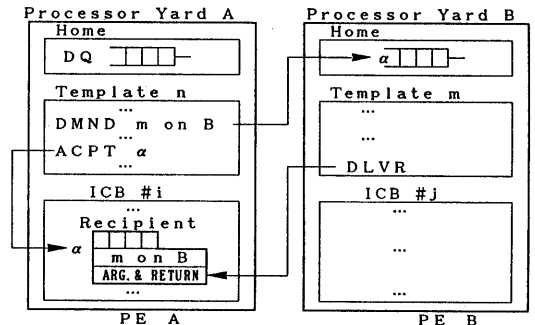 Processor Yard A
Home
DQ
Template n
...
DMND m on B
...
ACPT α
...
ICB #i
...
Recipient
α
m on B
ARG. & RETURN
...
PE A
Processor Yard B
Home
α
Template m
...
...
DLVR
ICB #j
...
...
...
PE B